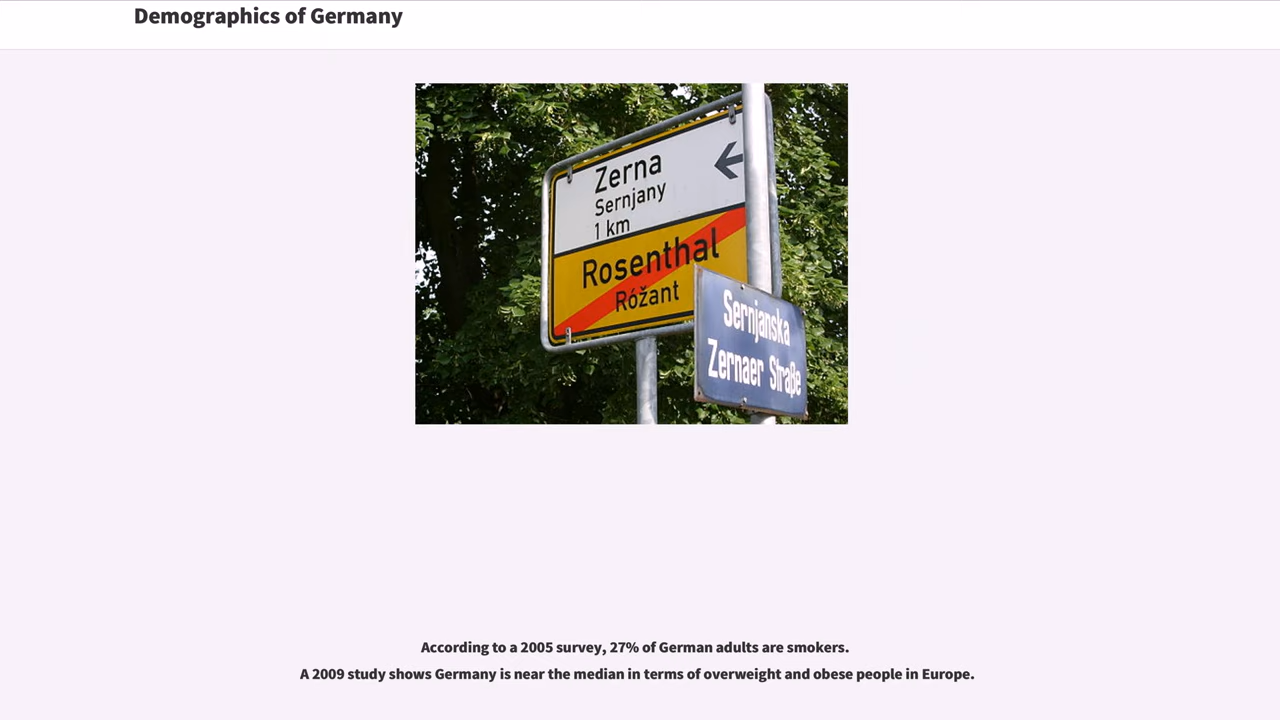 Demographics of Germany
Zerna
Sernjany
1 km
Rosenthal
Róžant
Sernjanska
Zernaer Straße
According to a 2005 survey, 27% of German adults are smokers.
A 2009 study shows Germany is near the median in terms of overweight and obese people in Europe.